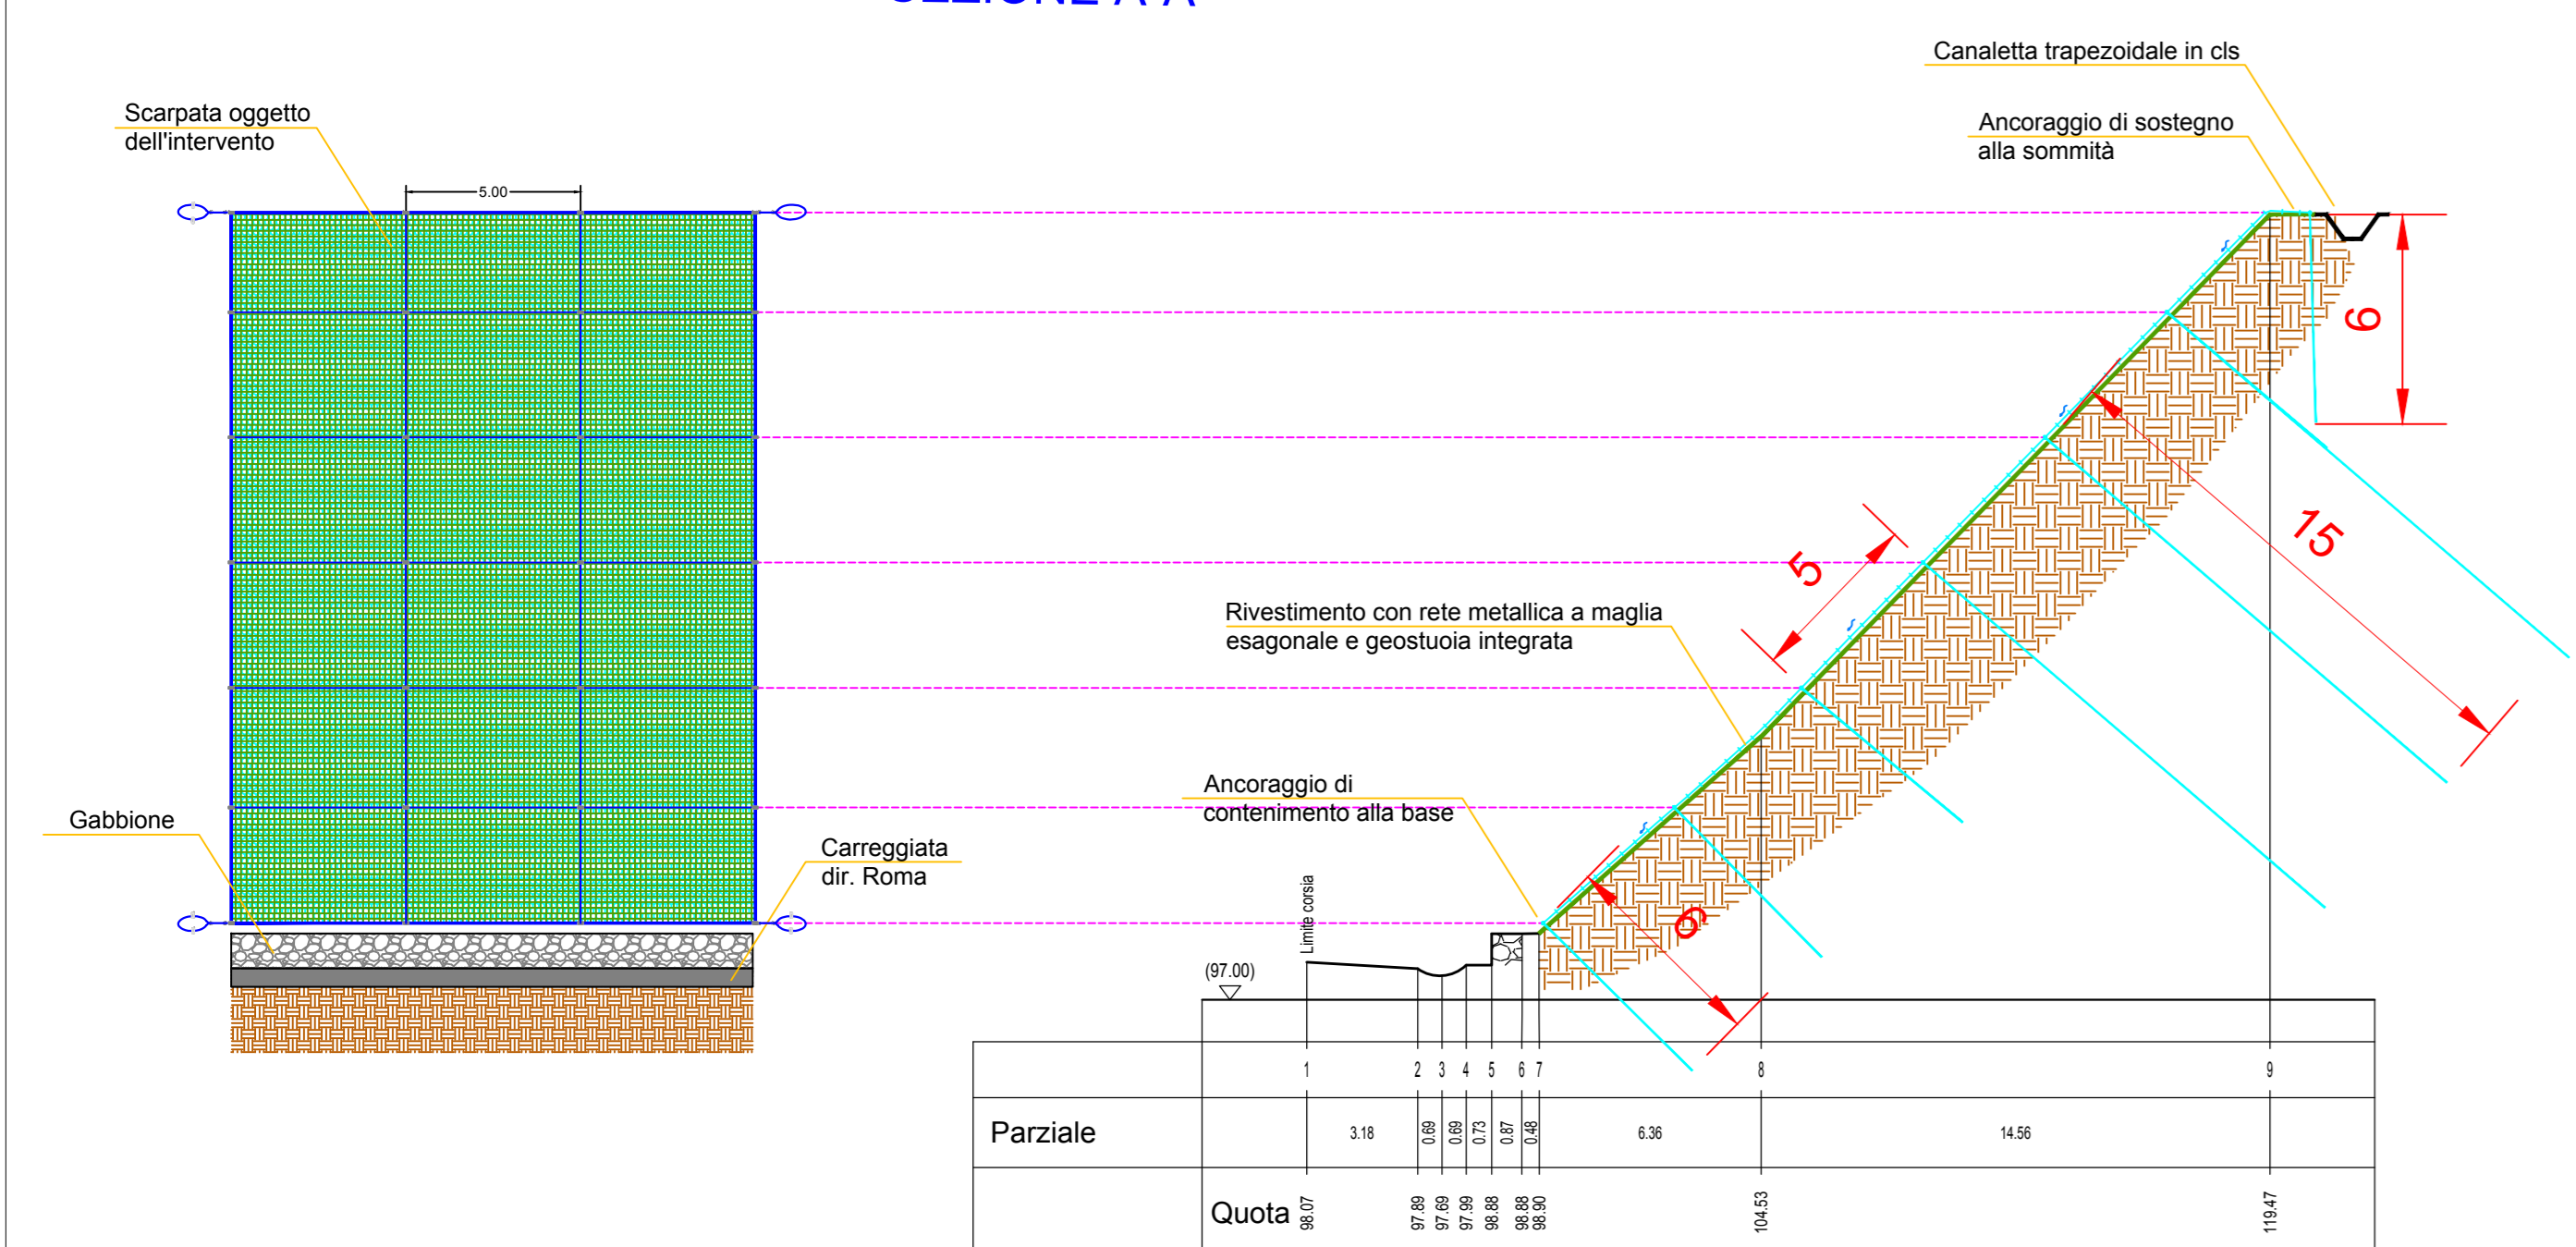 SEZIONE A-A
Canaletta trapezoidale in cls
Ancoraggio di sostegno
alla sommità
Scarpata oggetto
dell'intervento
5.00
6
15
5
Rivestimento con rete metallica a maglia
esagonale e geostuoia integrata
Ancoraggio di
contenimento alla base
Gabbione
Carreggiata
dir. Roma
Limite corsia
6
(97.00)
1 2 3 4 5 6 7 8 9
Parziale 3.18 0.69 0.69 0.73 0.87 0.48 6.36 14.56
Quota 98.07 97.89 97.69 97.99 98.88 98.88 98.90 104.53 119.47